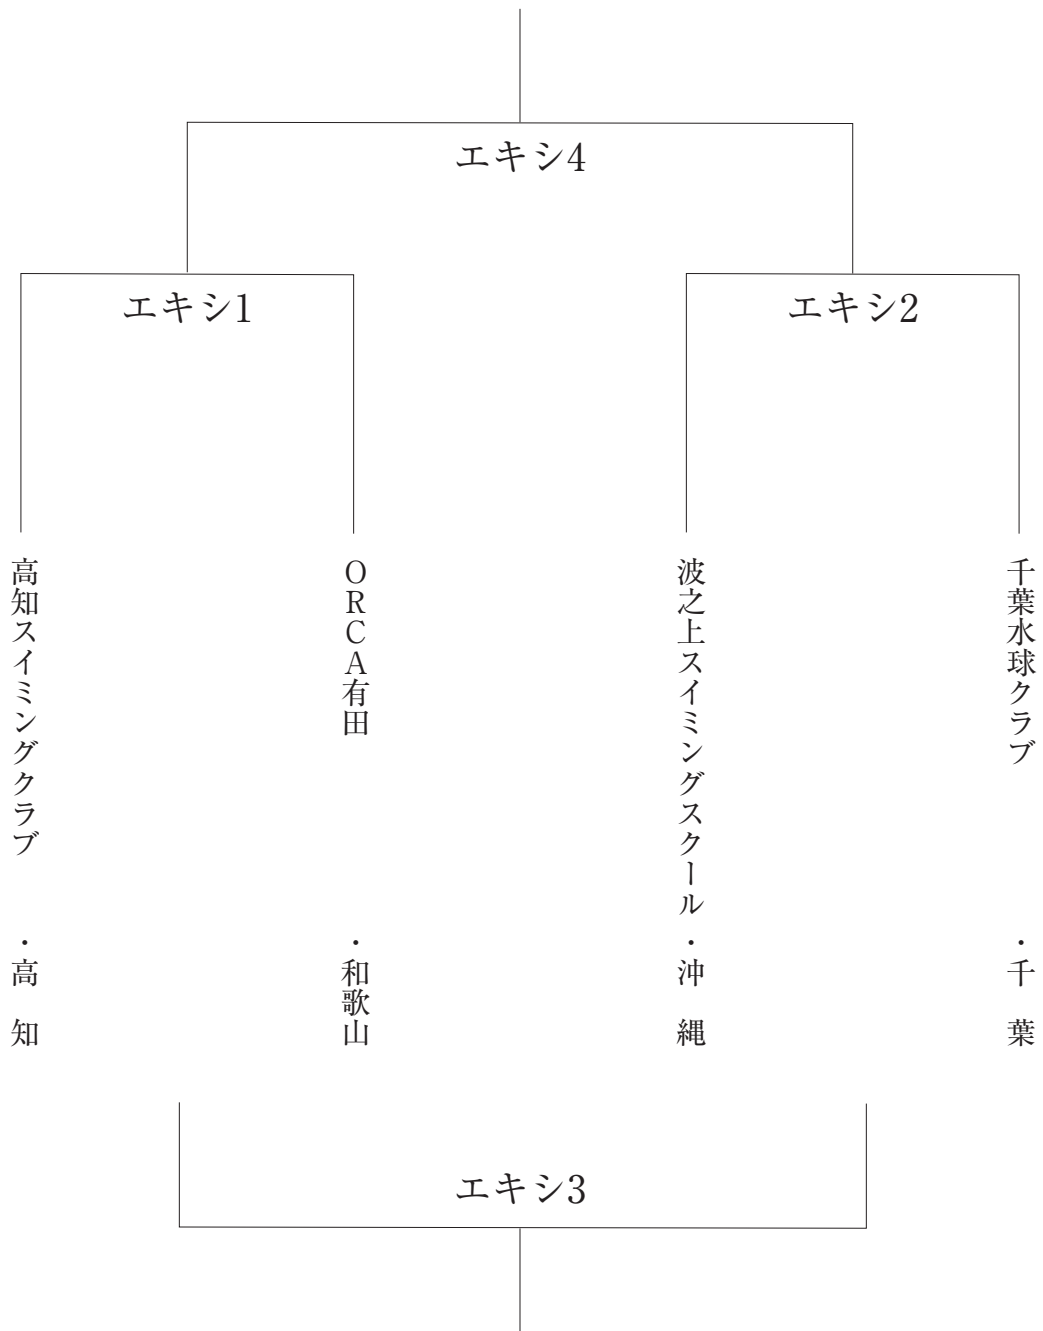 エキシ4
エキシ1
エキシ2
高知スイミングクラブ ・高 知
ORCA有田 ・和歌山
波之上スイミングスクール・沖 縄
千葉水球クラブ ・千 葉
エキシ3